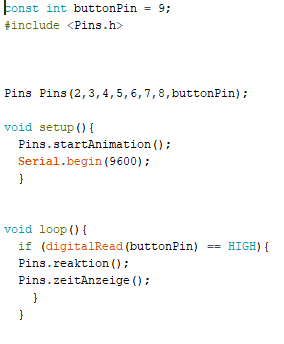 const int buttonPin = 9;
#include <Pins.h>
Pins Pins(2,3,4,5,6,7,8,buttonPin);
void setup(){
Pins.startAnimation();
Serial.begin(9600);
}
void loop(){
if (digitalRead(buttonPin) == HIGH){
Pins.reaktion();
Pins.zeitAnzeige();
}
}